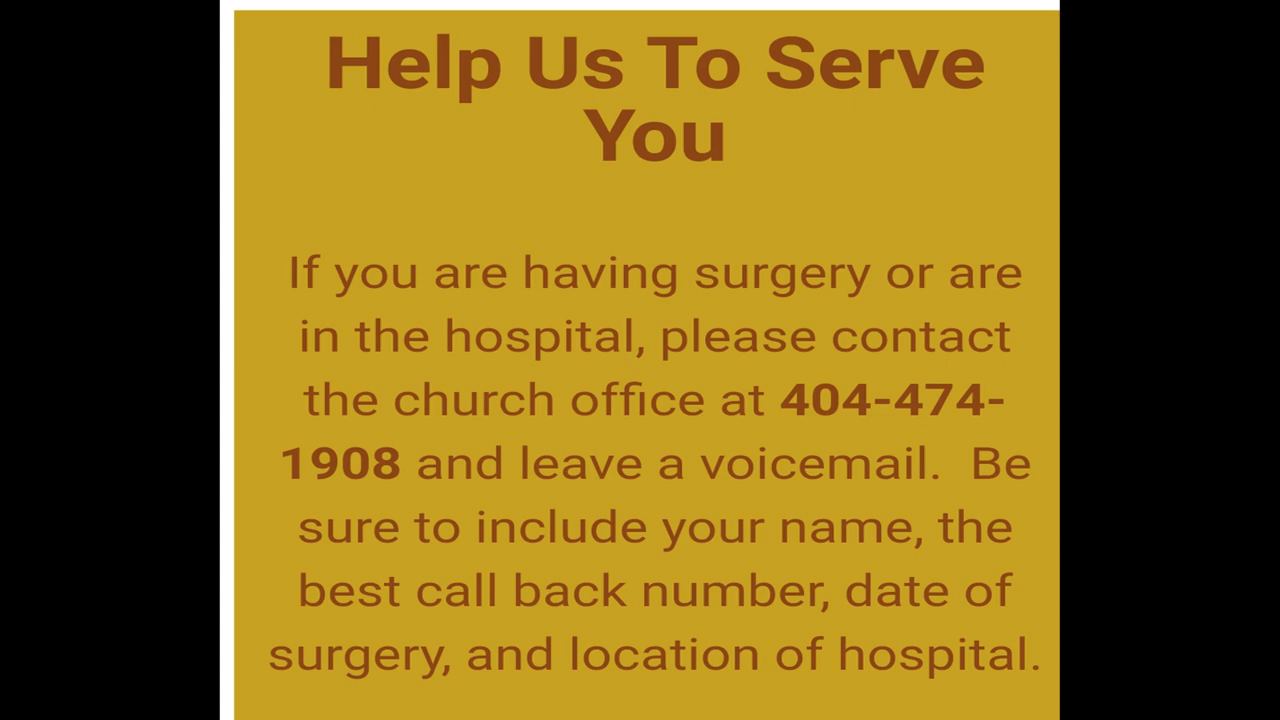 Help Us To Serve
You
If you are having surgery or are
in the hospital, please contact
the church office at 404-474-
1908 and leave a voicemail.  Be
sure to include your name, the
best call back number, date of
surgery, and location of hospital.